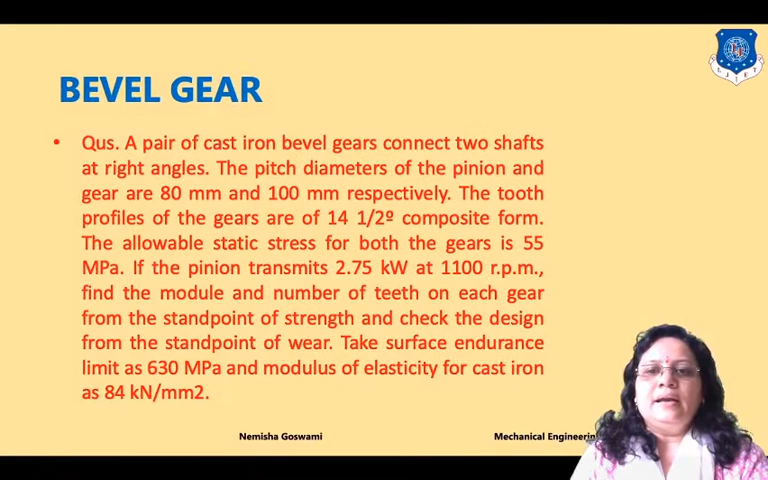 BEVEL GEAR
• Qus. A pair of cast iron bevel gears connect two shafts
at right angles. The pitch diameters of the pinion and
gear are 80 mm and 100 mm respectively. The tooth
profiles of the gears are of 14 1/2º composite form.
The allowable static stress for both the gears is 55
MPa. If the pinion transmits 2.75 kW at 1100 r.p.m.,
find the module and number of teeth on each gear
from the standpoint of strength and check the design
from the standpoint of wear. Take surface endurance
limit as 630 MPa and modulus of elasticity for cast iron
as 84 kN/mm2.
Nemisha Goswami
Mechanical Engineerin